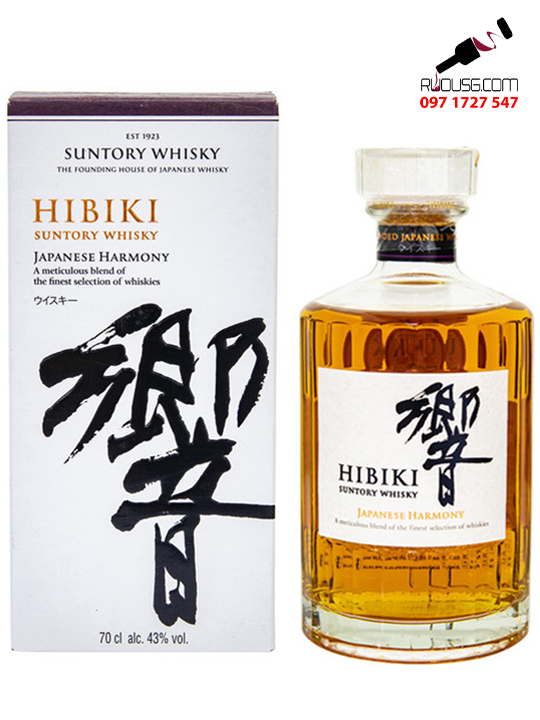 RUOUSG.COM
097 1727 547
EST 1923
SUNTORY WHISKY
THE FOUNDING HOUSE OF JAPANESE WHISKY
HIBIKI
SUNTORY WHISKY
JAPANESE HARMONY
A meticulous blend of
the finest selection of whiskies
ウイスキー
響
70 cl alc. 43% vol.
JAPANESE WHISKY
ウイスキー
響
HIBIKI
SUNTORY WHISKY
JAPANESE HARMONY
A meticulous blend of the finest selection of whiskies